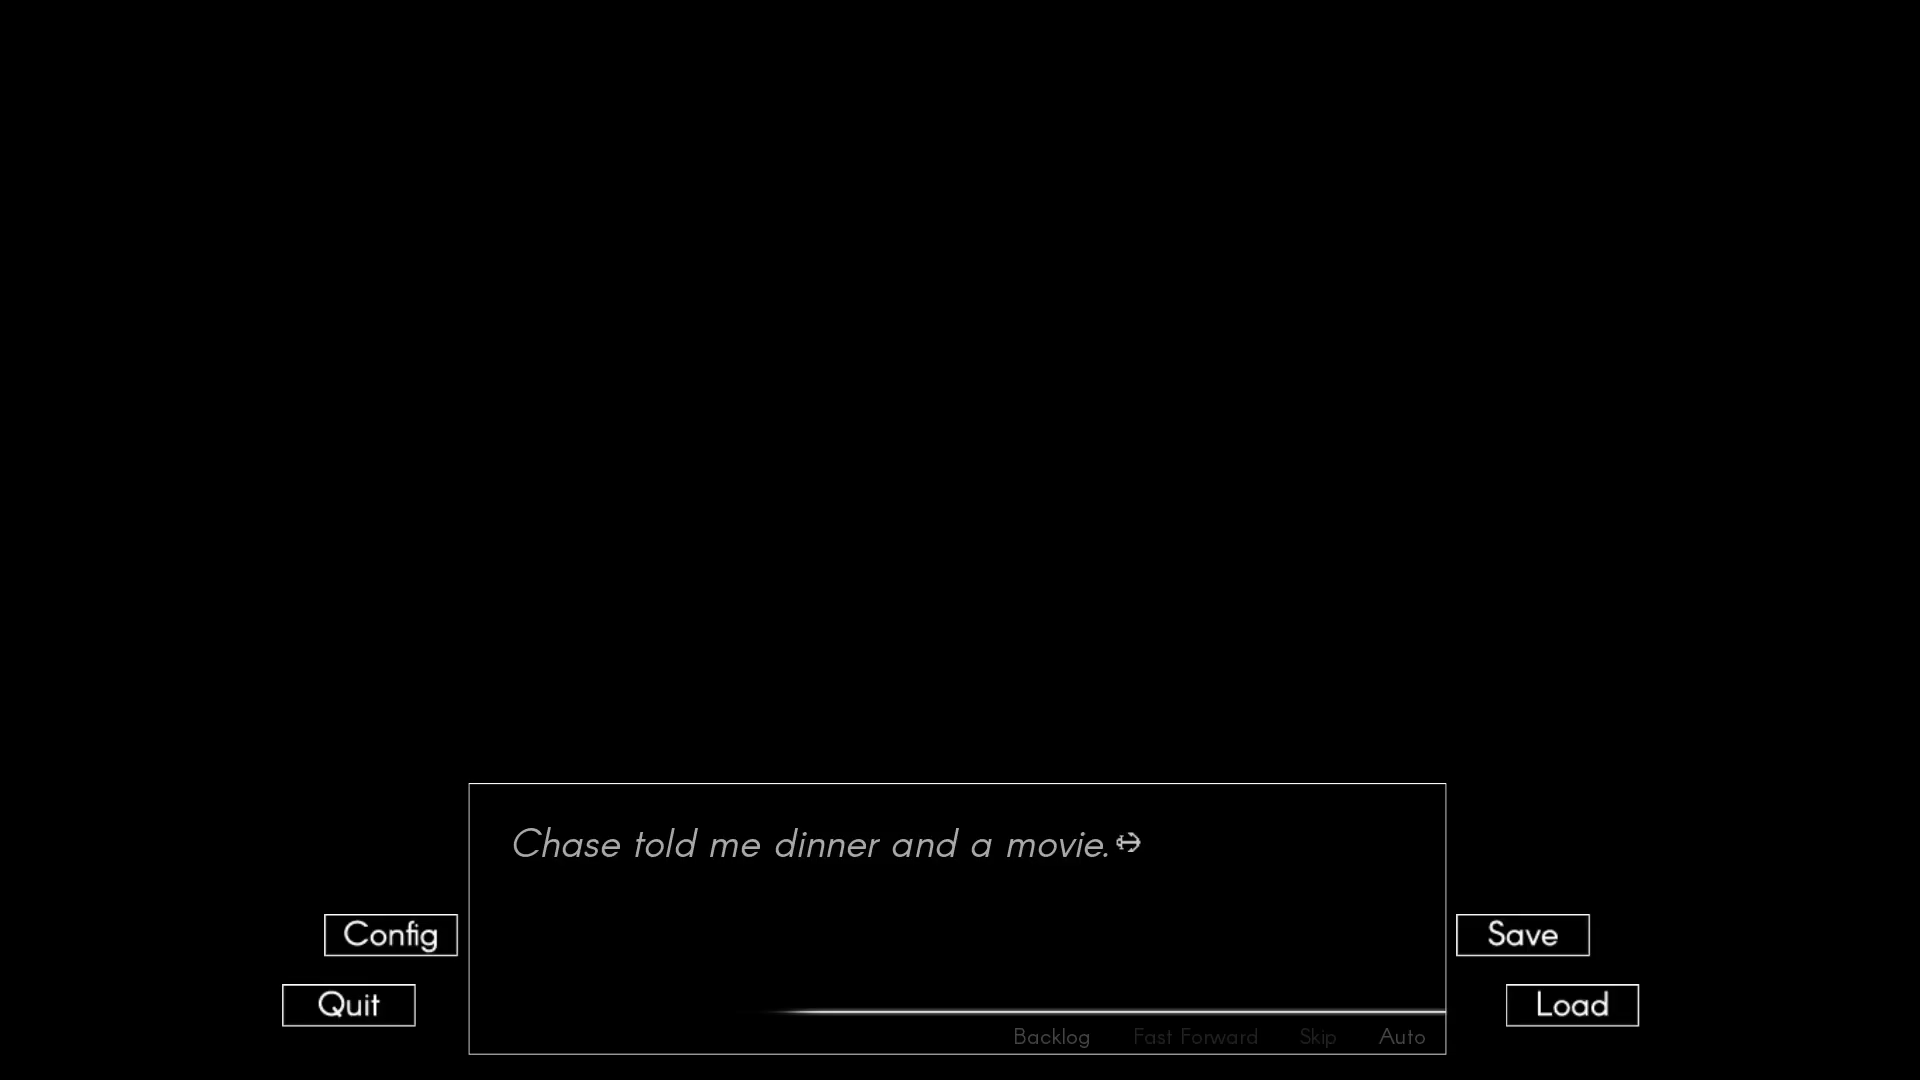 Chase told me dinner and a movie.
Config
Save
Quit
Load
Backlog Fast Forward Skip Auto